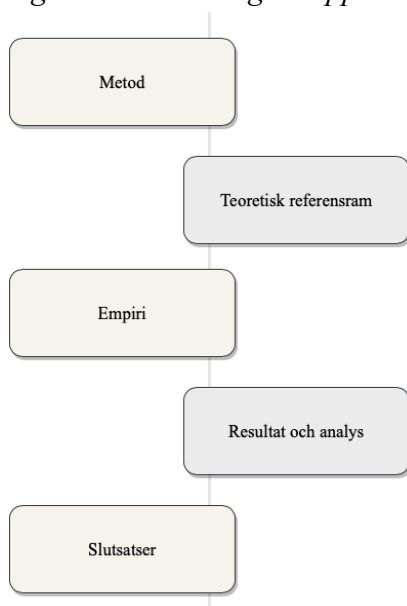 Metod
Teoretisk referensram
Empiri
Resultat och analys
Slutsatser